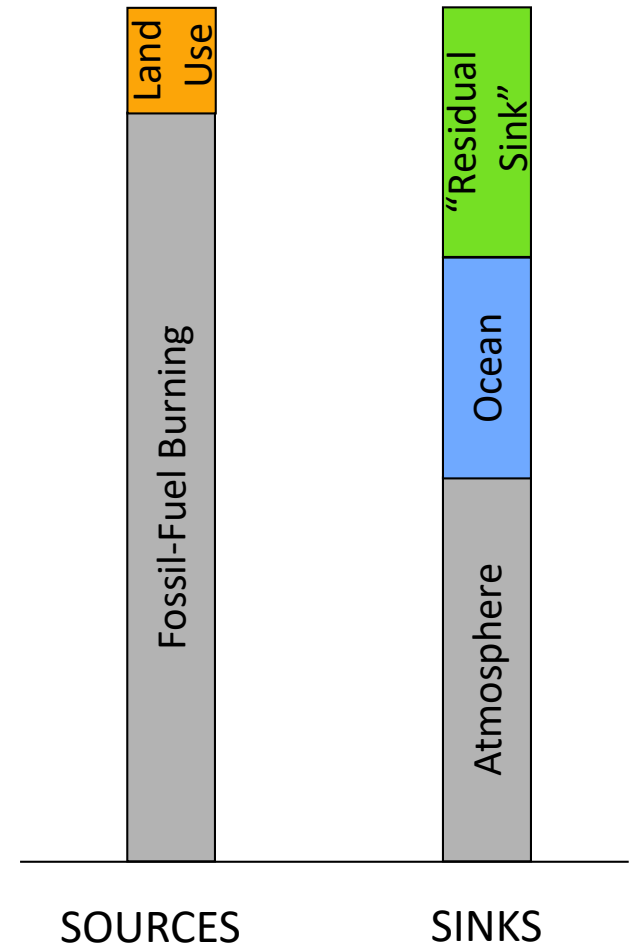 Land
Use
Fossil-Fuel Burning
“Residual
Sink”
Ocean
Atmosphere
SOURCES
SINKS